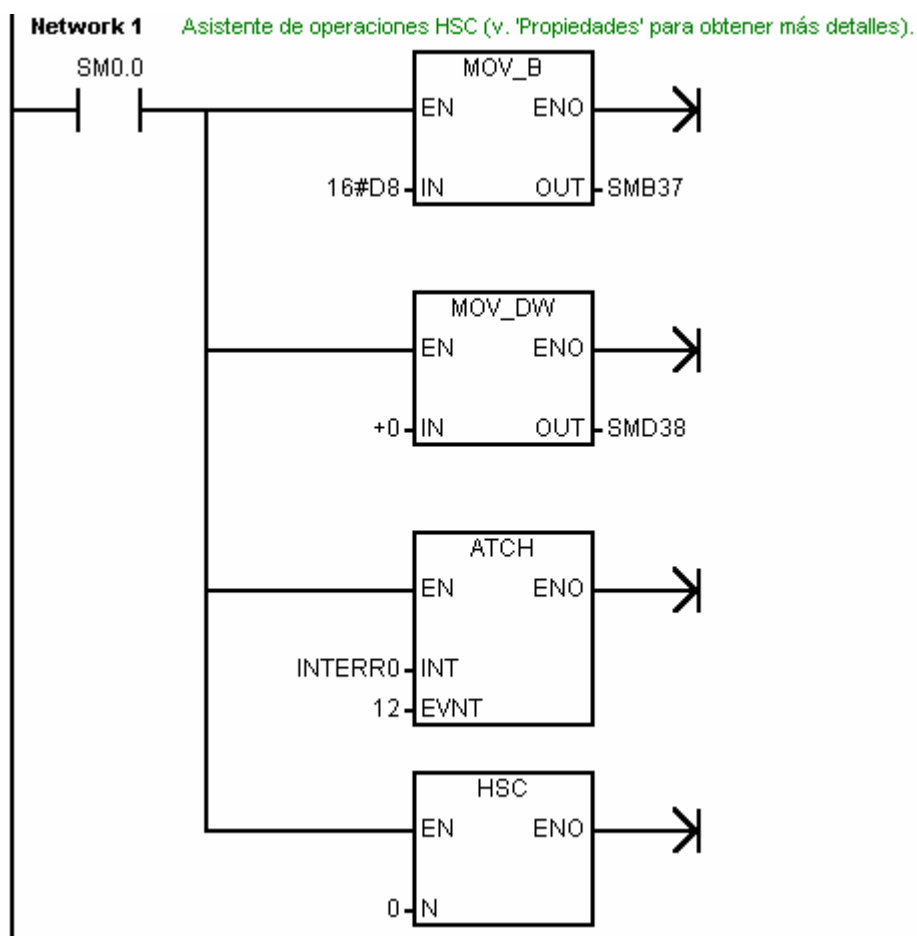 Network 1 Asistente de operaciones HSC (v. 'Propiedades' para obtener más detalles).
SM0.0
MOV_B
EN ENO
16#D8 IN OUT SMB37
MOV_DW
EN ENO
+0 IN OUT SMD38
ATCH
EN ENO
INTERR0 INT
12 EVNT
HSC
EN ENO
0 N